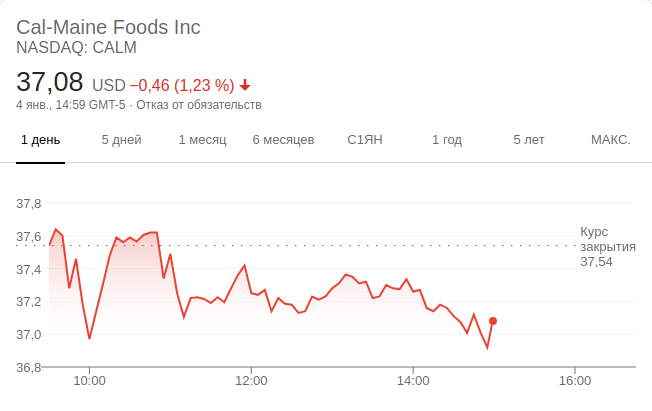 Cal-Maine Foods Inc
NASDAQ: CALM
37,08 USD −0,46 (1,23 %)
4 янв., 14:59 GMT-5 · Отказ от обязательств
1 день 5 дней 1 месяц 6 месяцев С1ЯН 1 год 5 лет МАКС.
37,8
37,6
37,4
37,2
37,0
36,8
Курс
закрытия
37,54
10:00 12:00 14:00 16:00